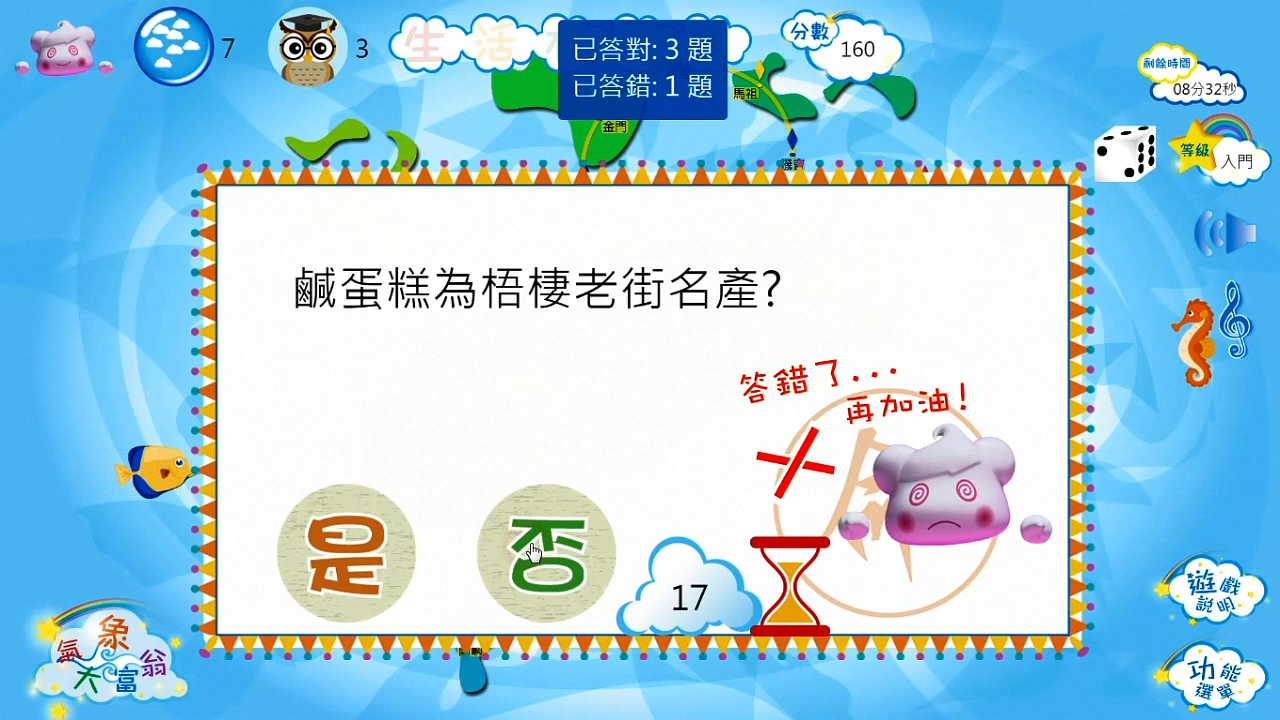 7
3
生活
已答對: 3 題
已答錯: 1 題
分數
160
剩餘時間
08分32秒
馬祖
金門
等級
入門
鹹蛋糕為梧棲老街名產?
答錯了...
再加油!
是
否
17
氣象
大富翁
遊戲
說明
功能
選單